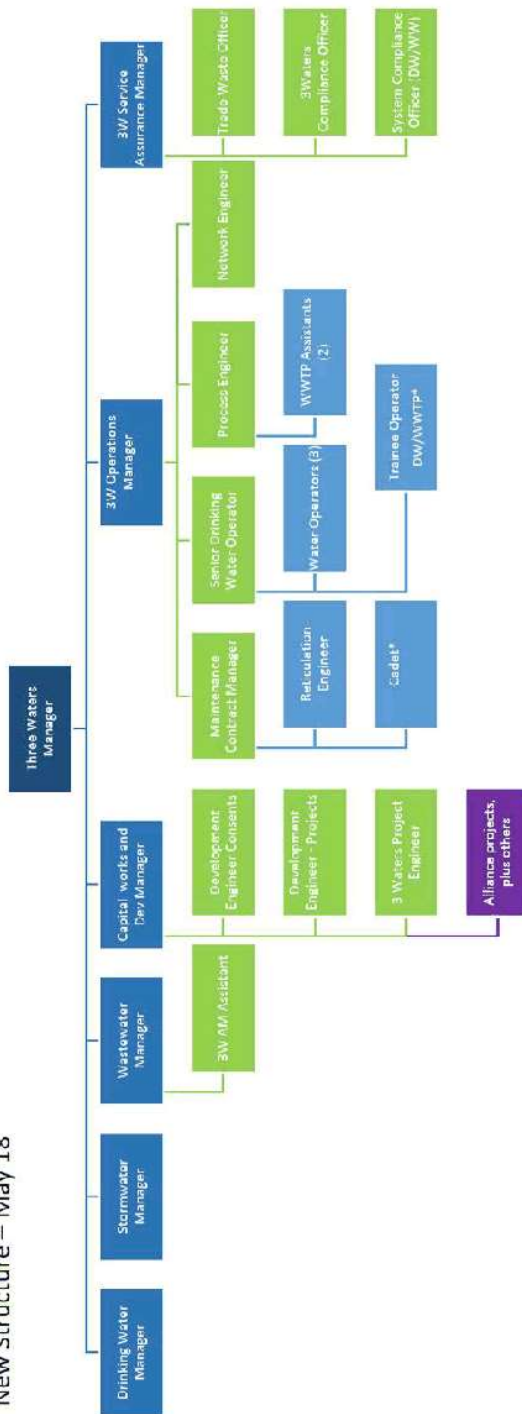 New Structure – May 18
Three Waters
Manager
Drinking Water
Manager
Stormwater
Manager
Wastewater
Manager
Capital works and
Dev Manager
3W Operations
Manager
3W Service
Assurance Manager
3W AM Assistant
Development
Engineer Consents
Development
Engineer - Projects
3 Waters Project
Engineer
Alliance projects,
plus others
Maintenance
Contract Manager
Reticulation
Engineer
Cadet*
Senior Drinking
Water Operator
Water Operators (3)
Trainee Operator
DW/WWTP*
Process Engineer
WWTP Assistants
(2)
Network Engineer
Trade Waste Officer
3Waters
Compliance Officer
System Compliance
Officer (DW/WW)